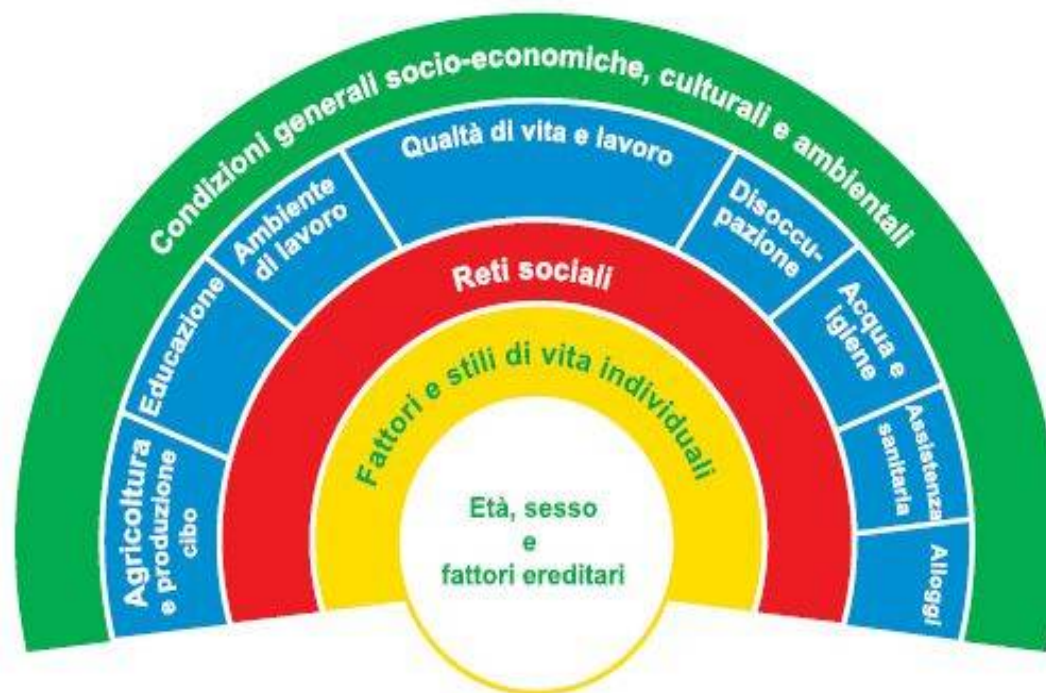 Condizioni generali socio-economiche, culturali e ambientali
Agricoltura
e produzione
cibo
Educazione
Ambiente
di lavoro
Qualtà di vita e lavoro
Disoccu-
pazione
Acqua e
igiene
Assistenza
sanitaria
Alloggi
Reti sociali
Fattori e stili di vita individuali
Età, sesso
e
fattori ereditari